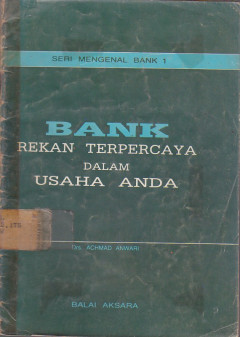 SERI MENGENAL BANK 1
BANK
REKAN TERPERCAYA
DALAM
USAHA ANDA
Drs. ACHMAD ANWARI
BALAI AKSARA